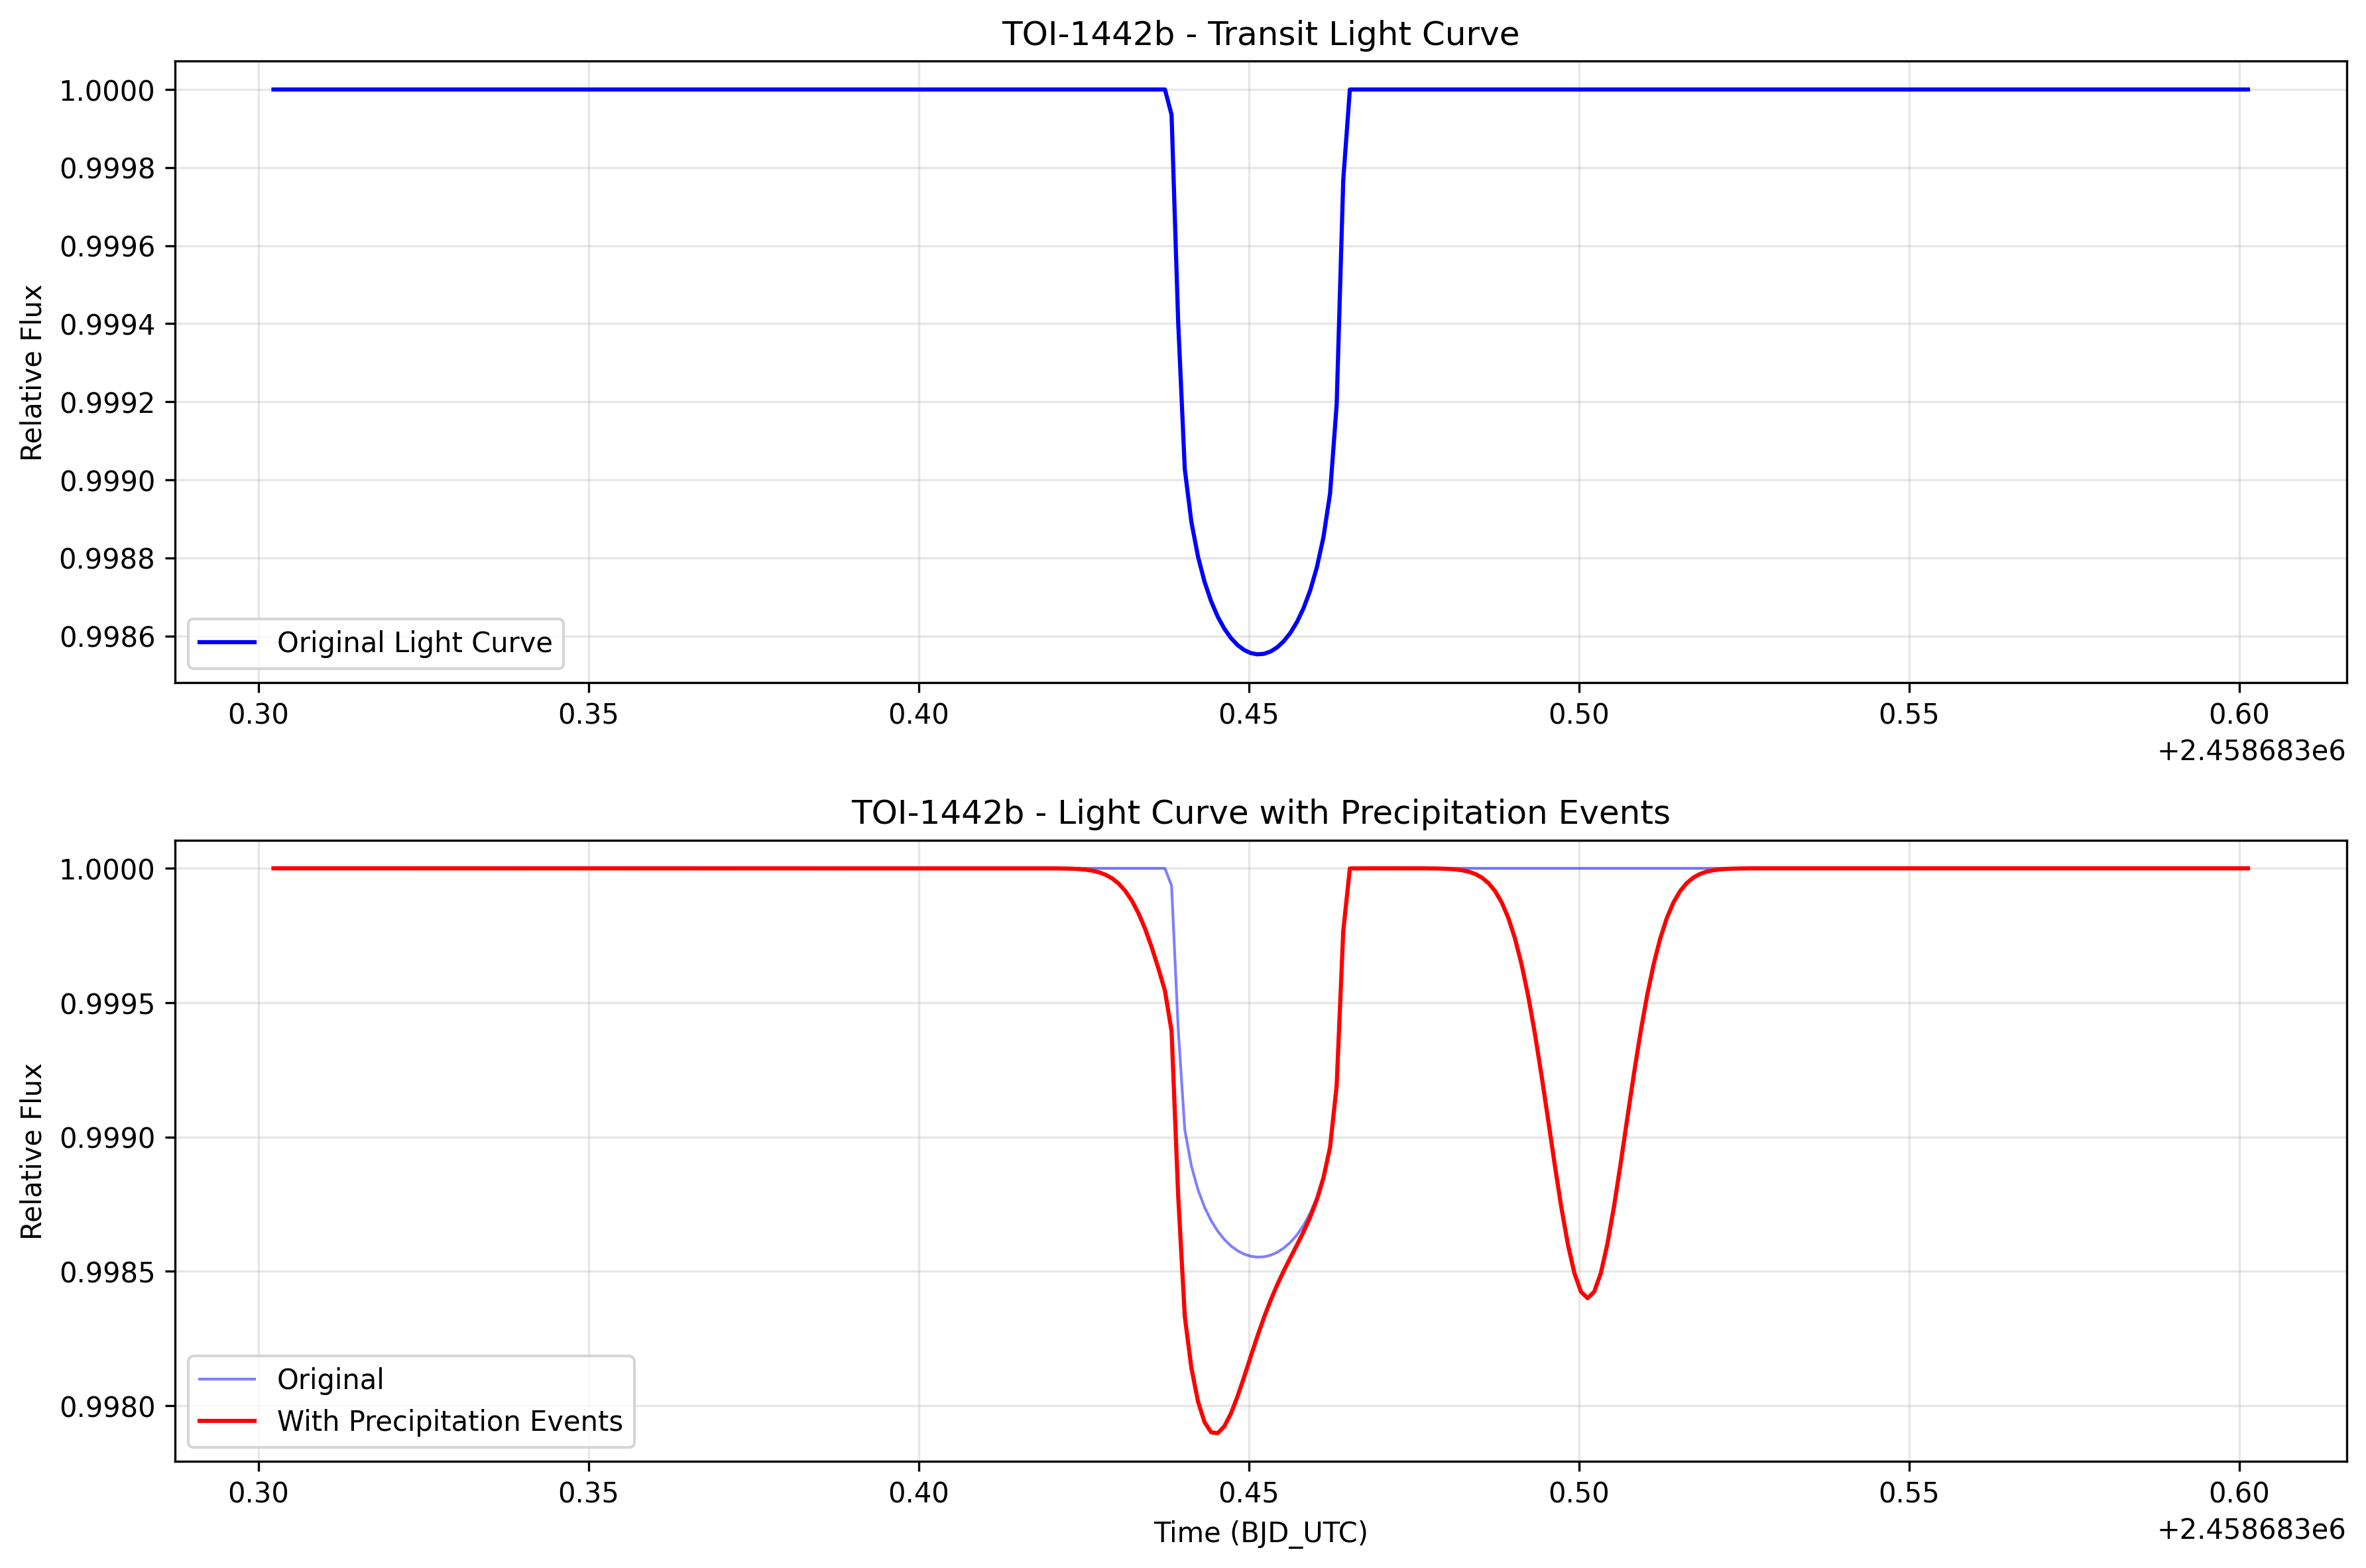 TOI-1442b - Transit Light Curve
Relative Flux
1.0000
0.9998
0.9996
0.9994
0.9992
0.9990
0.9988
0.9986
Original Light Curve
0.30 0.35 0.40 0.45 0.50 0.55 0.60
+2.458683e6
TOI-1442b - Light Curve with Precipitation Events
Relative Flux
1.0000
0.9995
0.9990
0.9985
0.9980
Original
With Precipitation Events
0.30 0.35 0.40 0.45 0.50 0.55 0.60
Time (BJD_UTC)
+2.458683e6